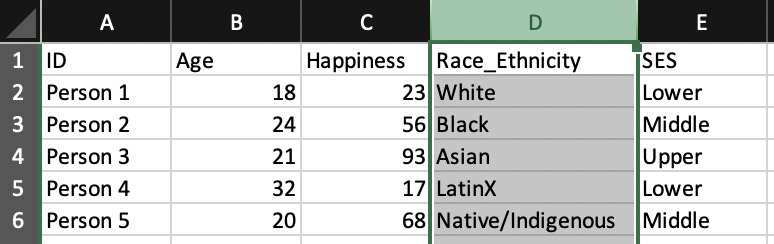 A B C D E
1 ID Age Happiness Race_Ethnicity SES
2 Person 1 18 23 White Lower
3 Person 2 24 56 Black Middle
4 Person 3 21 93 Asian Upper
5 Person 4 32 17 LatinX Lower
6 Person 5 20 68 Native/Indigenous Middle